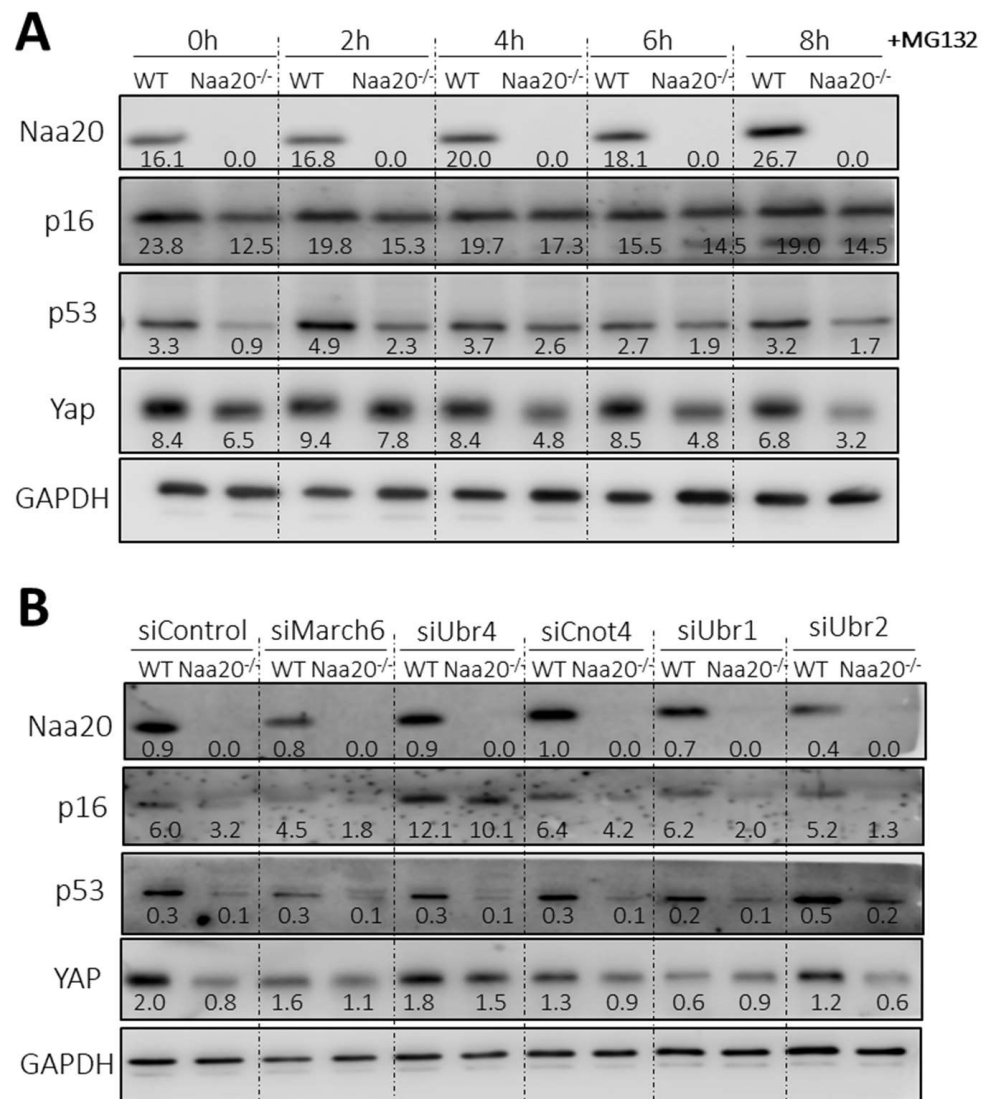 A
0h 2h 4h 6h 8h +MG132
WT Naa20-/- WT Naa20-/- WT Naa20-/- WT Naa20-/- WT Naa20-/-
Naa20
16.1 0.0 16.8 0.0 20.0 0.0 18.1 0.0 26.7 0.0
p16
23.8 12.5 19.8 15.3 19.7 17.3 15.5 14.5 19.0 14.5
p53
3.3 0.9 4.9 2.3 3.7 2.6 2.7 1.9 3.2 1.7
Yap
8.4 6.5 9.4 7.8 8.4 4.8 8.5 4.8 6.8 3.2
GAPDH
B
siControl siMarch6 siUbr4 siCnot4 siUbr1 siUbr2
WT Naa20-/- WT Naa20-/- WT Naa20-/- WT Naa20-/- WT Naa20-/- WT Naa20-/-
Naa20
0.9 0.0 0.8 0.0 0.9 0.0 1.0 0.0 0.7 0.0 0.4 0.0
p16
6.0 3.2 4.5 1.8 12.1 10.1 6.4 4.2 6.2 2.0 5.2 1.3
p53
0.3 0.1 0.3 0.1 0.3 0.1 0.3 0.1 0.2 0.1 0.5 0.2
YAP
2.0 0.8 1.6 1.1 1.8 1.5 1.3 0.9 0.6 0.9 1.2 0.6
GAPDH